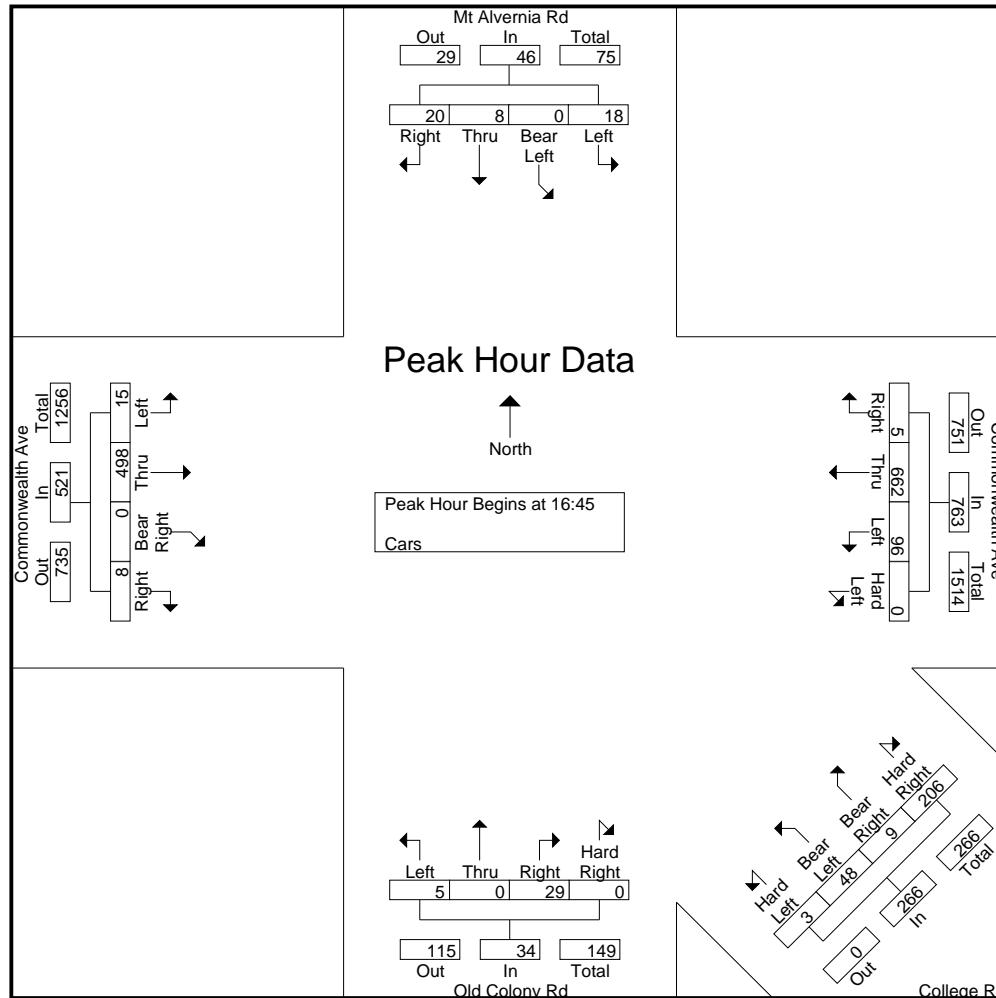 Mt Alvernia Rd
Out In Total
29 46 75
20 8 0 18
Right Thru Bear Left Left
Peak Hour Data
North
Peak Hour Begins at 16:45
Cars
Commonwealth Ave
Total In Out
1256 521 735
15 498 0 8
Left Thru Bear Right Right
Right Thru Left Hard Left
5 662 96 0
Out In Total
751 763 1514
Commonwealth Ave
Hard Left Bear Left Bear Right Hard Right
3 48 9 206
0 266 266
Out In Total
College R
Left Thru Right Hard Right
5 0 29 0
115 34 149
Out In Total
Old Colony Rd